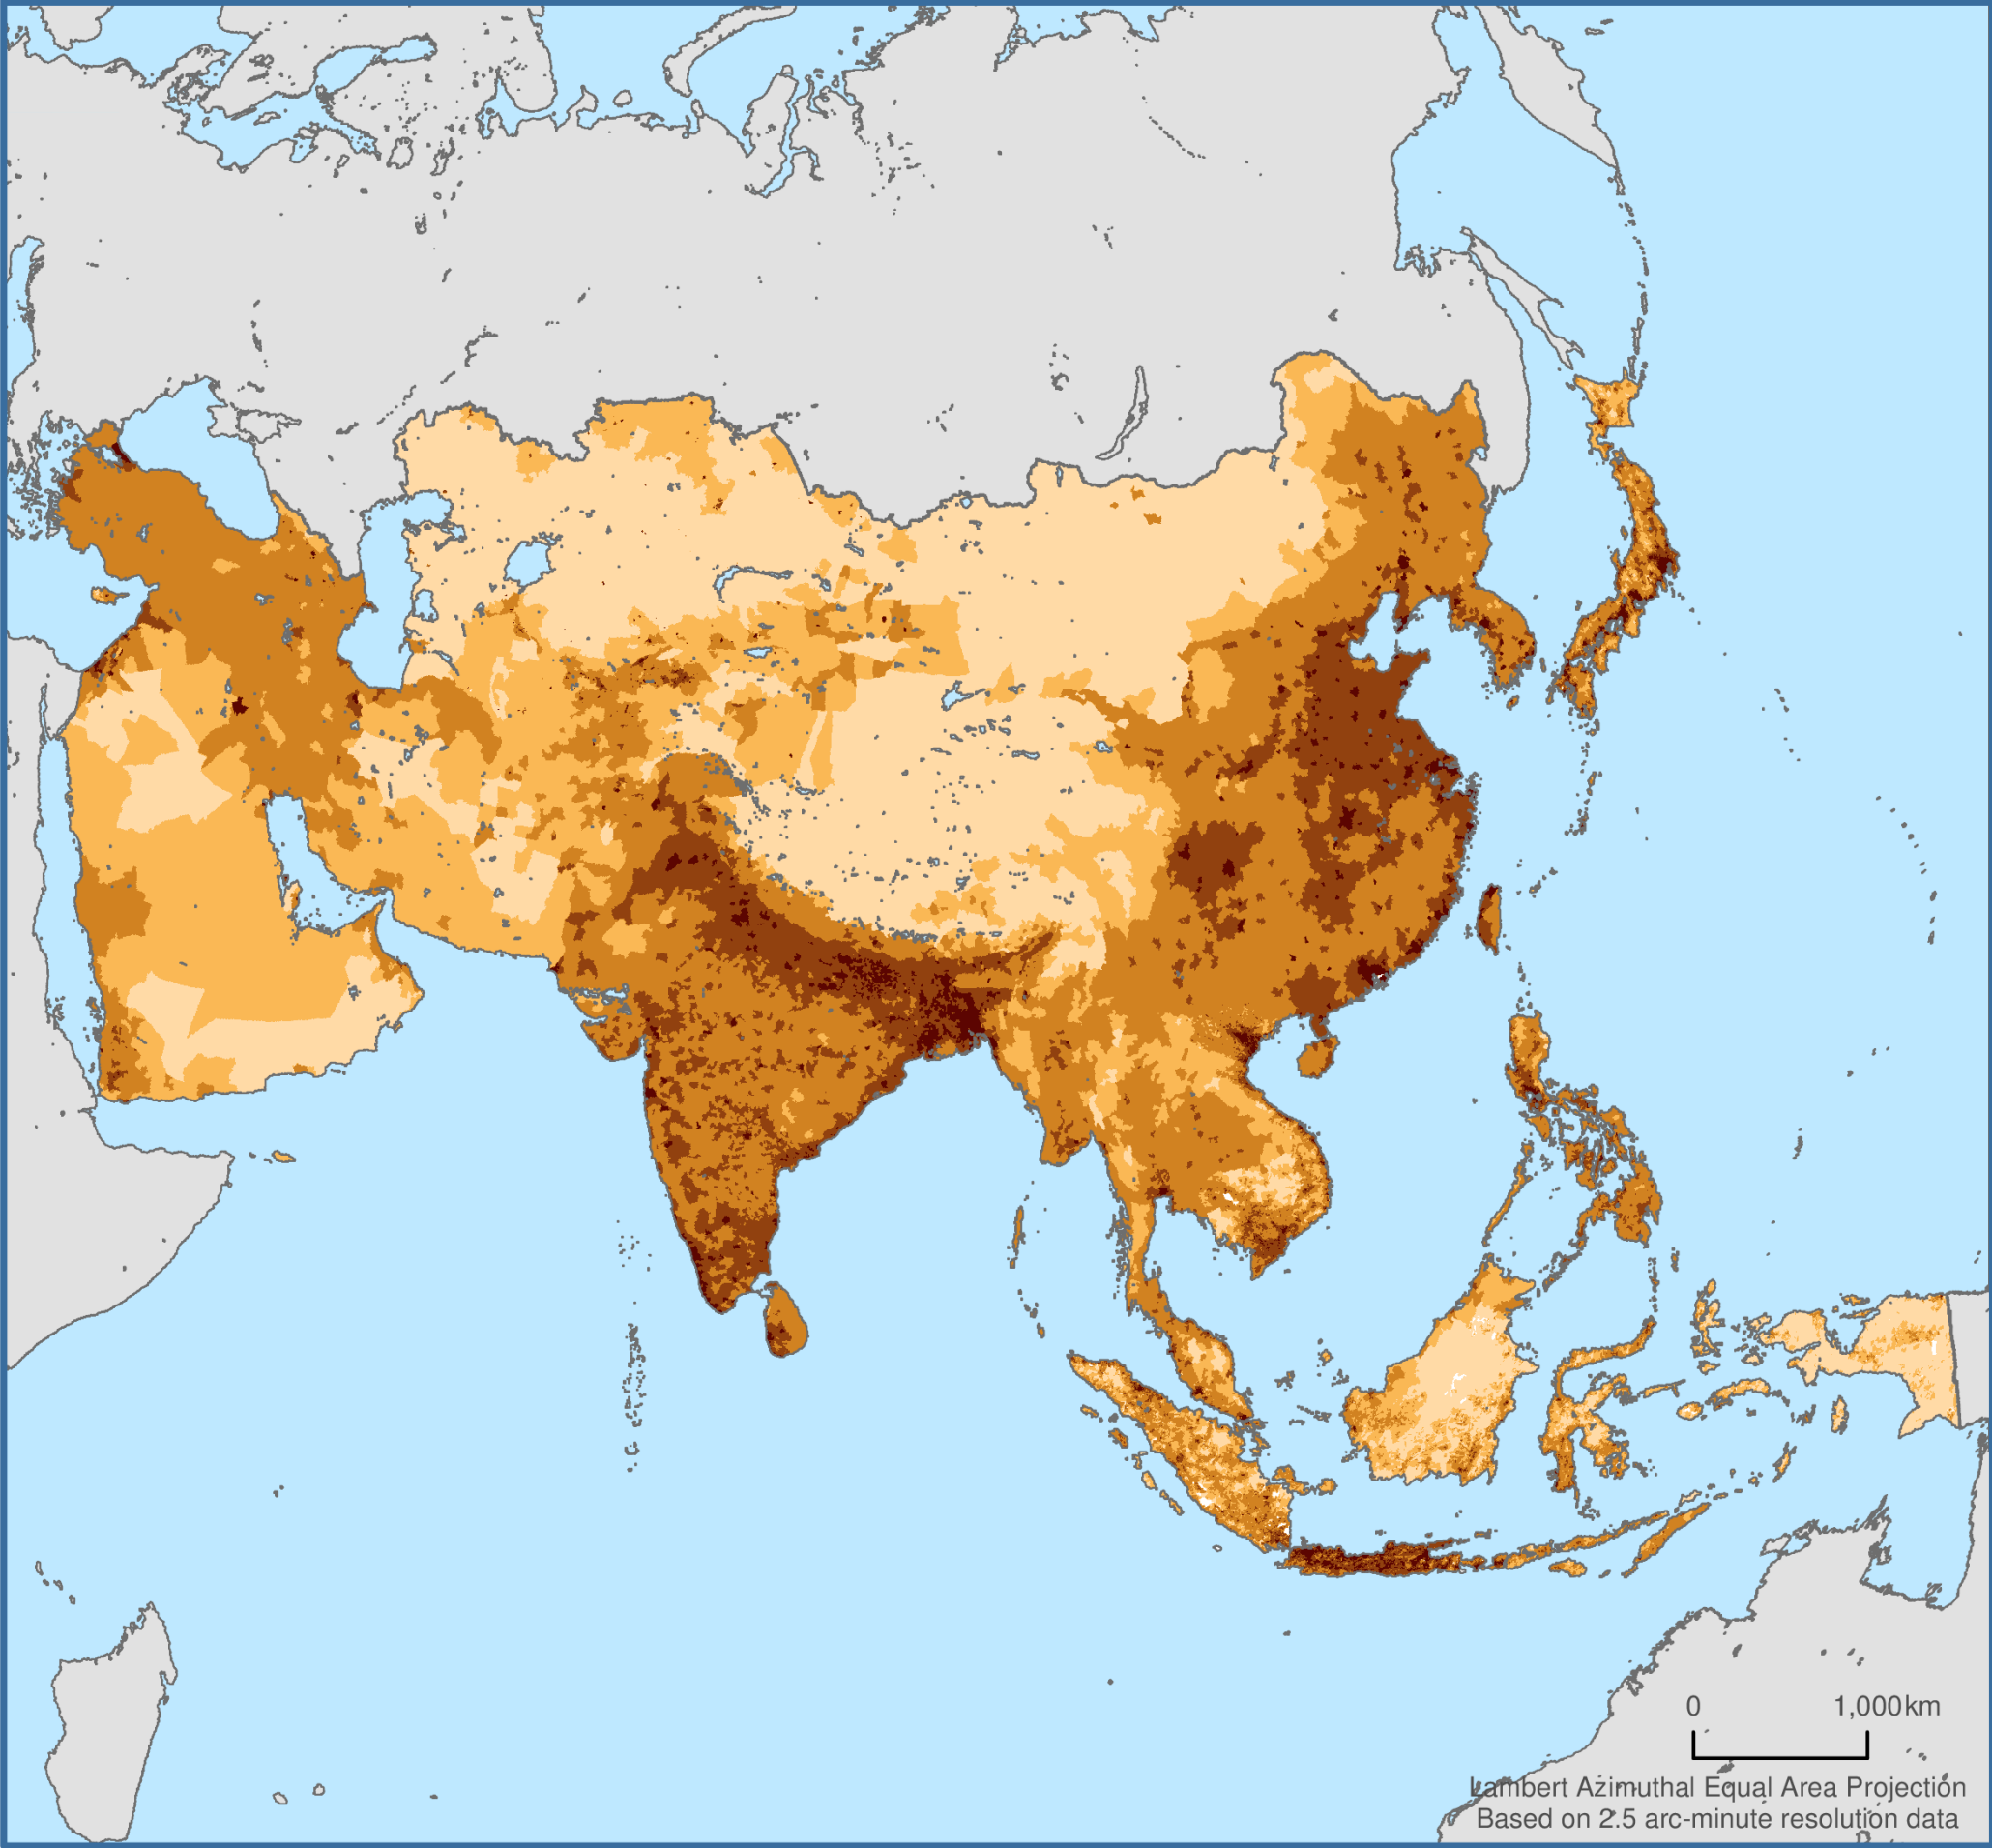 0 1,000km
Lambert Azimuthal Equal Area Projection
Based on 2.5 arc-minute resolution data